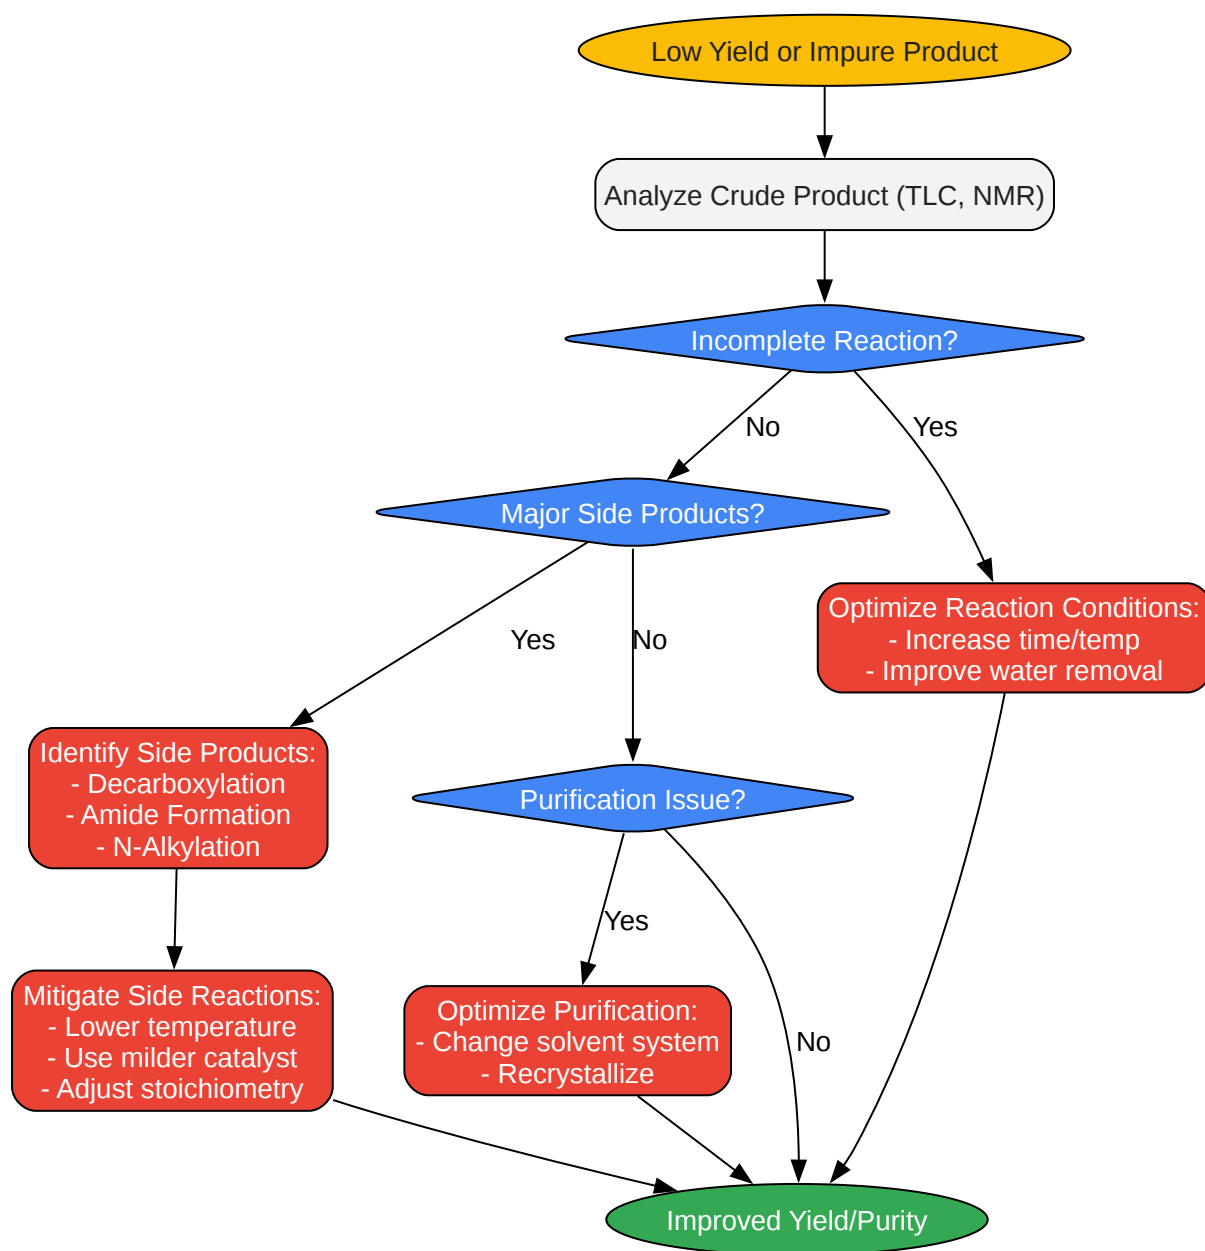 Low Yield or Impure Product
Analyze Crude Product (TLC, NMR)
Incomplete Reaction?
No
Yes
Major Side Products?
Yes
No
Optimize Reaction Conditions:
- Increase time/temp
- Improve water removal
Identify Side Products:
- Decarboxylation
- Amide Formation
- N-Alkylation
Purification Issue?
Yes
No
Mitigate Side Reactions:
- Lower temperature
- Use milder catalyst
- Adjust stoichiometry
Optimize Purification:
- Change solvent system
- Recrystallize
Improved Yield/Purity